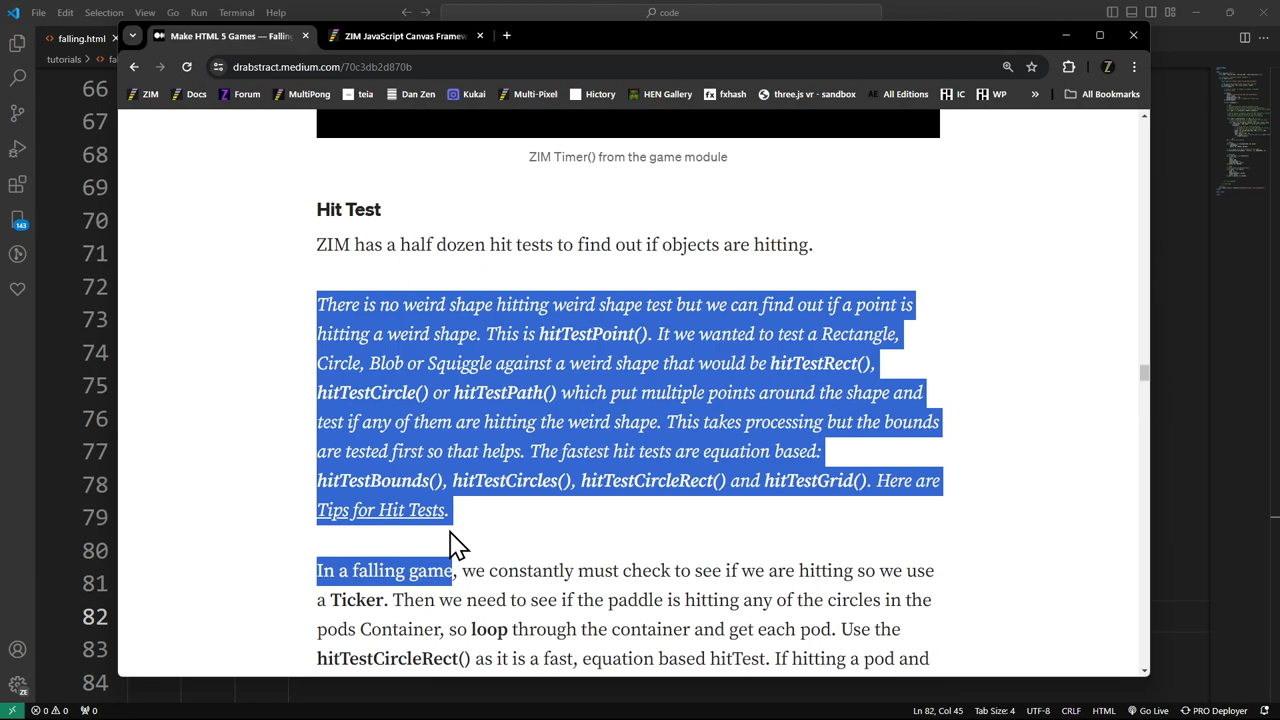 File Edit Selection View Go Run Terminal Help
code
falling.html
tutorials > fa
Make HTML 5 Games — Falling
ZIM JavaScript Canvas Framew
drabstract.medium.com/70c3db2d870b
ZIM Docs Forum MultiPong teia Dan Zen Kukai Multi-Pixel Hictory HEN Gallery fxhash three.js vr - sandbox AE All Editions IC WP » All Bookmarks
66
67
68
69
70
71
72
73
74
75
76
77
78
79
80
81
82
83
84
143
ZE
ZIM Timer() from the game module
Hit Test
ZIM has a half dozen hit tests to find out if objects are hitting.
There is no weird shape hitting weird shape test but we can find out if a point is
hitting a weird shape. This is hitTestPoint(). It we wanted to test a Rectangle,
Circle, Blob or Squiggle against a weird shape that would be hitTestRect(),
hitTestCircle() or hitTestPath() which put multiple points around the shape and
test if any of them are hitting the weird shape. This takes processing but the bounds
are tested first so that helps. The fastest hit tests are equation based:
hitTestBounds(), hitTestCircles(), hitTestCircleRect() and hitTestGrid(). Here are
Tips for Hit Tests.
In a falling game, we constantly must check to see if we are hitting so we use
a Ticker. Then we need to see if the paddle is hitting any of the circles in the
pods Container, so loop through the container and get each pod. Use the
hitTestCircleRect() as it is a fast, equation based hitTest. If hitting a pod and
0 0 0 Ln 82, Col 45 Tab Size: 4 UTF-8 CRLF HTML Go Live PRO Deployer